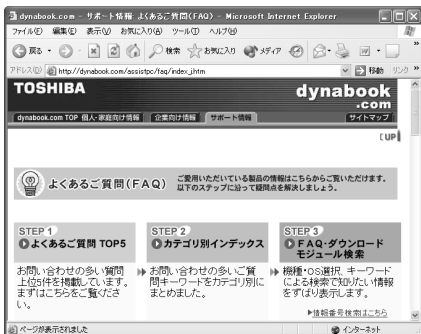 dynabook.com - サポート情報 よくあるご質問(FAQ) - Microsoft Internet Explorer
ファイル(F) 編集(E) 表示(V) お気に入り(A) ツール(T) ヘルプ(H)
戻る 検索 お気に入り メディア
アドレス(D) http://dynabook.com/assistpc/faq/index_j.htm 移動 リンク
TOSHIBA dynabook
.com
dynabook.com TOP 個人・家庭向け情報 企業向け情報 サポート情報 サイトマップ
[UP]
よくあるご質問(FAQ) ご愛用いただいている製品の情報はこちらからご覧いただけます。
以下のステップに沿って疑問点を解決しましょう。
STEP 1 STEP 2 STEP 3
よくあるご質問 TOP5 カテゴリ別インデックス FAQ・ダウンロード
モジュール検索
お問い合わせの多い質問 お問い合わせの多いご質 機種・OS選択、キーワード
上位5件を掲載しています。 問キーワードをカテゴリ別に による検索で知りたい情報
まずはこちらをご覧くださ まとめました。 をずばり表示します。
い。
情報番号検索はこちら
ページが表示されました インターネット